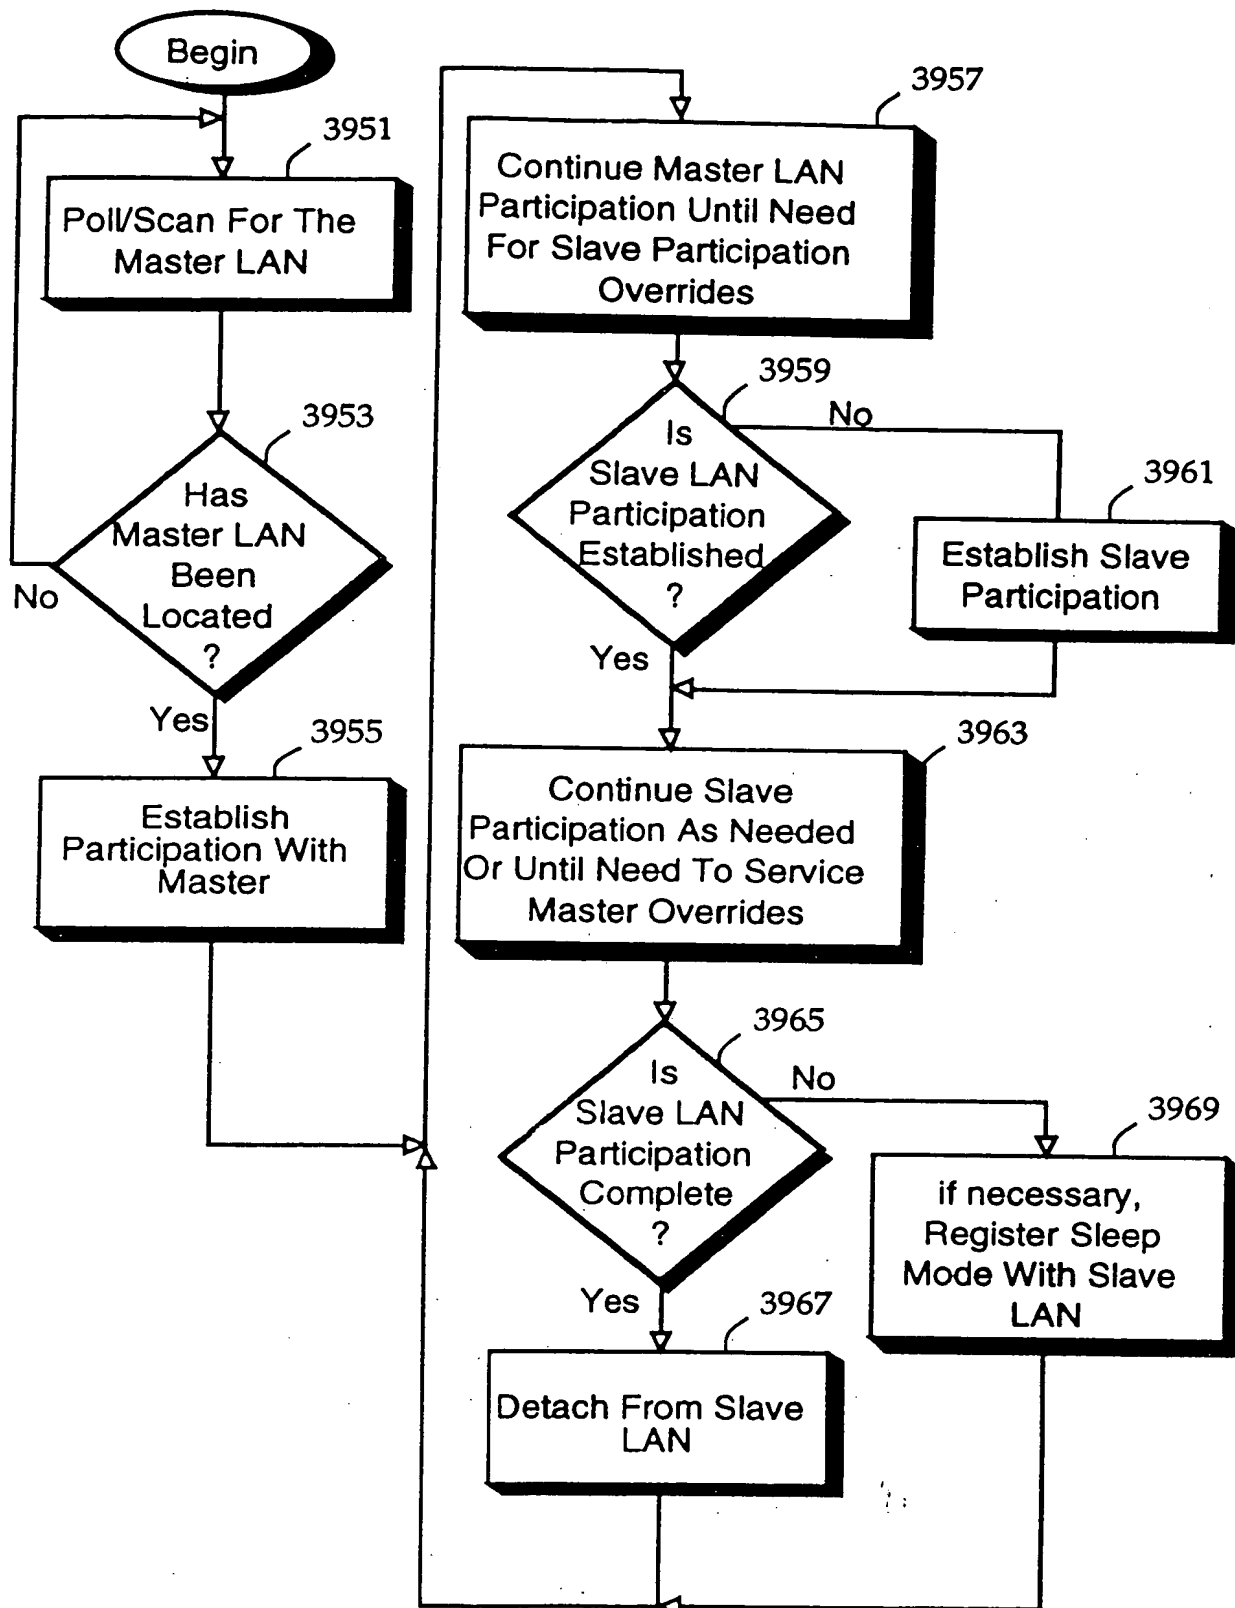 Begin
3951
Poll/Scan For The
Master LAN
3953
Has
Master LAN
Been
Located
?
No
Yes
3955
Establish
Participation With
Master
3957
Continue Master LAN
Participation Until Need
For Slave Participation
Overrides
3959
Is
Slave LAN
Participation
Established
?
No
Yes
3961
Establish Slave
Participation
3963
Continue Slave
Participation As Needed
Or Until Need To Service
Master Overrides
3965
Is
Slave LAN
Participation
Complete
?
No
Yes
3967
Detach From Slave
LAN
3969
if necessary,
Register Sleep
Mode With Slave
LAN